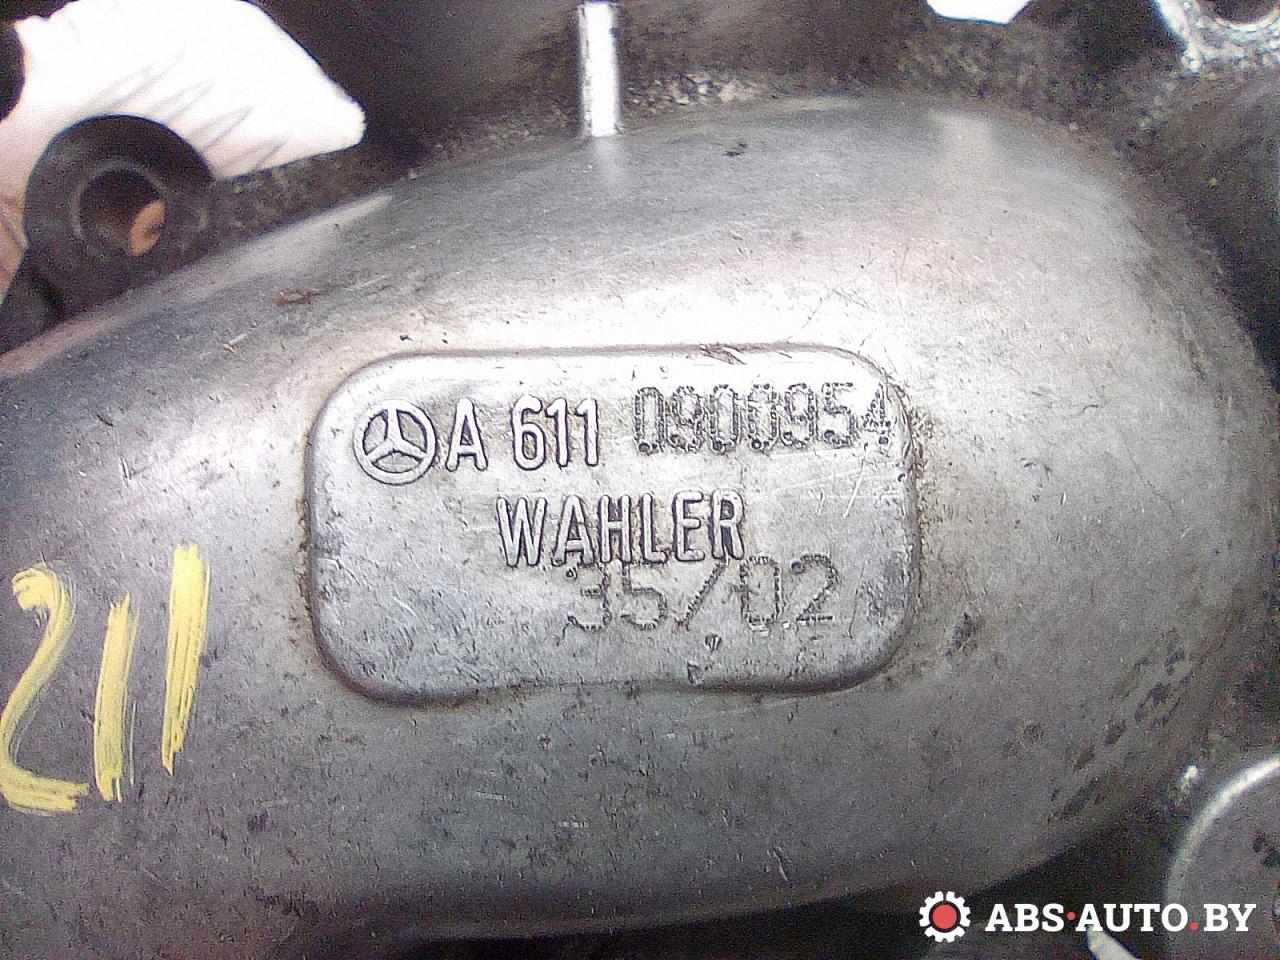 A 611 0900954
WAHLER
35/02
211
ABS·AUTO.BY